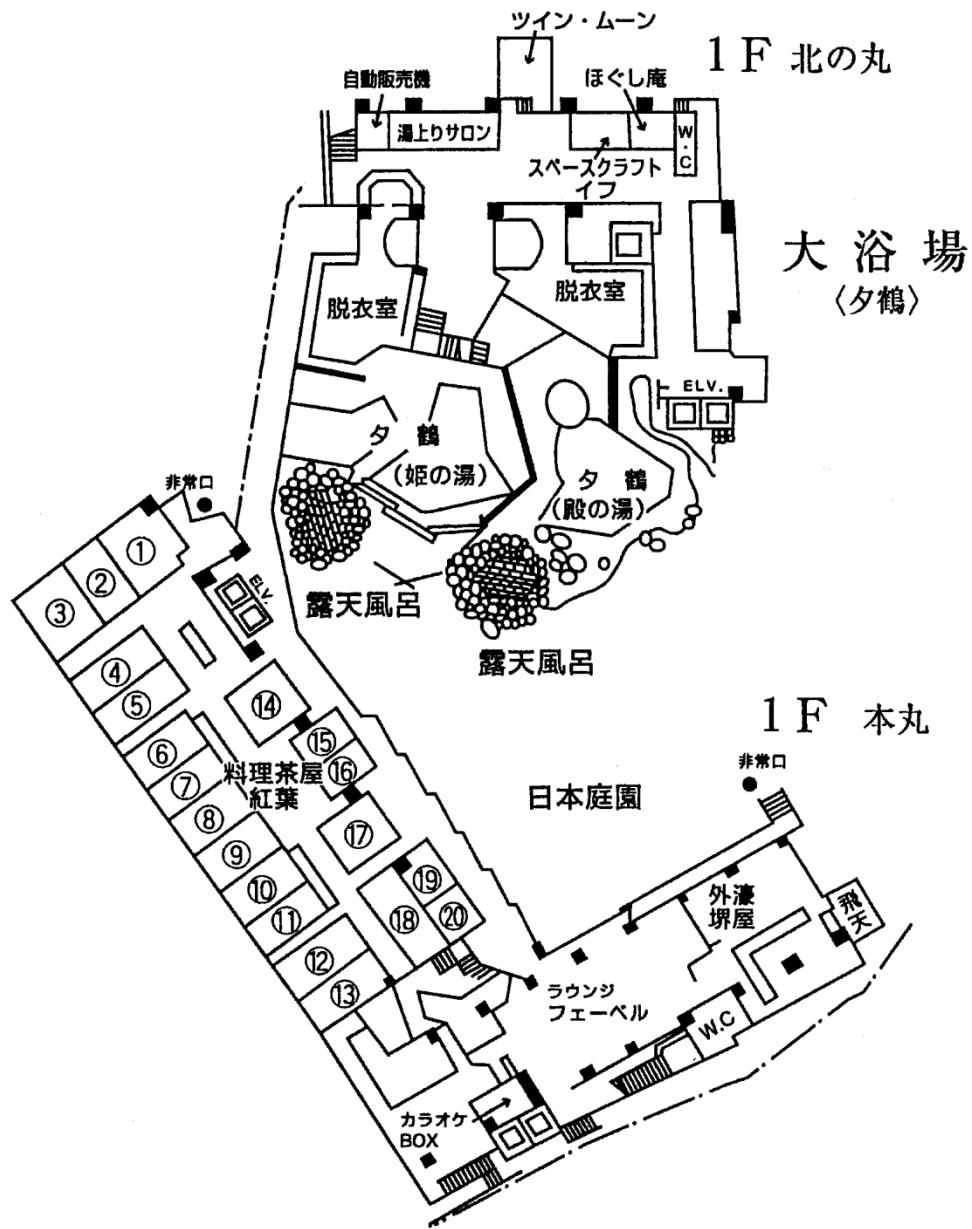 ツイン・ムーン
1F 北の丸
自動販売機
ほぐし庵
湯上りサロン
W.C
スペースクラフト
イフ
大浴場
〈夕鶴〉
脱衣室
脱衣室
ELV.
夕鶴
(姫の湯)
夕鶴
(殿の湯)
非常口
①
②
③
ELV.
露天風呂
露天風呂
④
⑤
⑥
⑦
⑧
⑨
⑩
⑪
⑫
⑬
⑭
⑮
⑯
⑰
⑱
⑲
⑳
料理茶屋
紅葉
1F 本丸
非常口
日本庭園
外濠
堺屋
飛天
ラウンジ
フェーベル
W.C
カラオケ
BOX